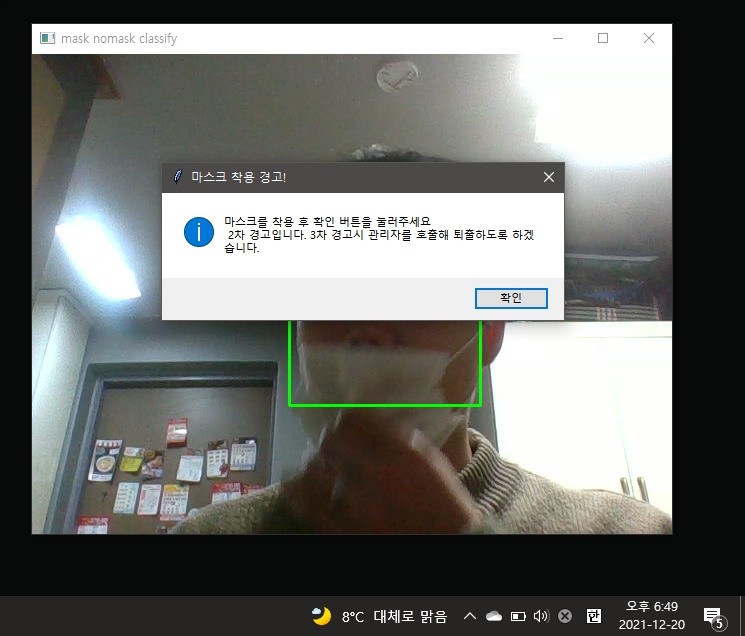 mask nomask classify
마스크 착용 경고!
마스크를 착용 후 확인 버튼을 눌러주세요
2차 경고입니다. 3차 경고시 관리자를 호출해 퇴출하도록 하겠
습니다.
확인
8°C 대체로 맑음
한
오후 6:49
2021-12-20
5